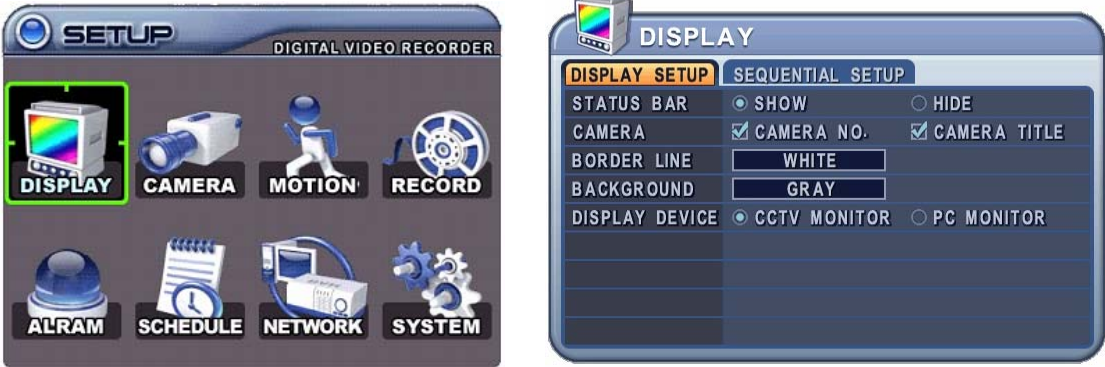 SETUP
DIGITAL VIDEO RECORDER
DISPLAY CAMERA MOTION RECORD
ALRAM SCHEDULE NETWORK SYSTEM
DISPLAY
DISPLAY SETUP SEQUENTIAL SETUP
STATUS BAR SHOW HIDE
CAMERA CAMERA NO. CAMERA TITLE
BORDER LINE WHITE
BACKGROUND GRAY
DISPLAY DEVICE CCTV MONITOR PC MONITOR